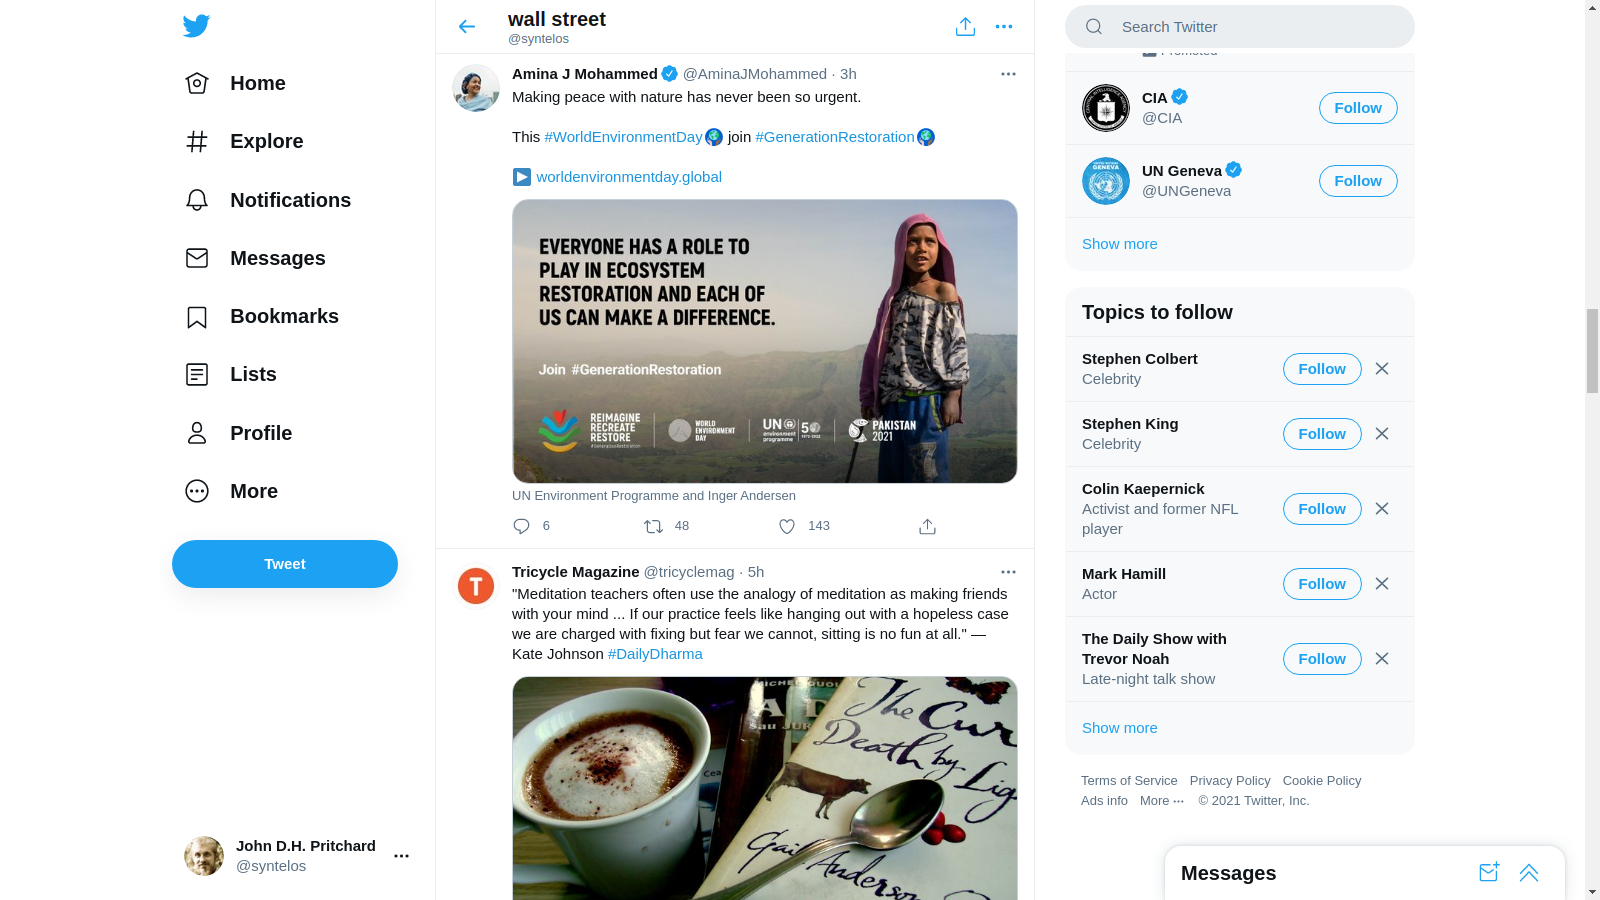 Home
Explore
Notifications
Messages
Bookmarks
Lists
Profile
More
Tweet
John D.H. Pritchard
@syntelos
wall street
@syntelos
Amina J Mohammed @AminaJMohammed · 3h
Making peace with nature has never been so urgent.
This #WorldEnvironmentDay join #GenerationRestoration
worldenvironmentday.global
EVERYONE HAS A ROLE TO
PLAY IN ECOSYSTEM
RESTORATION AND EACH OF
US CAN MAKE A DIFFERENCE.
Join #GenerationRestoration
REIMAGINE
RECREATE
RESTORE
#GenerationRestoration
WORLD
ENVIRONMENT
DAY
UN
environment
programme
50
1972-2022
PAKISTAN
2021
UN Environment Programme and Inger Andersen
6 48 143
Tricycle Magazine @tricyclemag · 5h
"Meditation teachers often use the analogy of meditation as making friends
with your mind ... If our practice feels like hanging out with a hopeless case
we are charged with fixing but fear we cannot, sitting is no fun at all." —
Kate Johnson #DailyDharma
The Cur
Death by Lig
Gail Anderson
Search Twitter
Promoted
CIA
@CIA
Follow
UN Geneva
@UNGeneva
Follow
Show more
Topics to follow
Stephen Colbert
Celebrity
Follow
Stephen King
Celebrity
Follow
Colin Kaepernick
Activist and former NFL
player
Follow
Mark Hamill
Actor
Follow
The Daily Show with
Trevor Noah
Late-night talk show
Follow
Show more
Terms of Service Privacy Policy Cookie Policy
Ads info More ··· © 2021 Twitter, Inc.
Messages